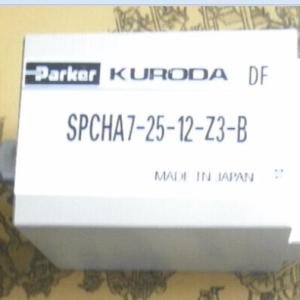 Parker KURODA DF
SPCHA7-25-12-Z3-B
MADE IN JAPAN